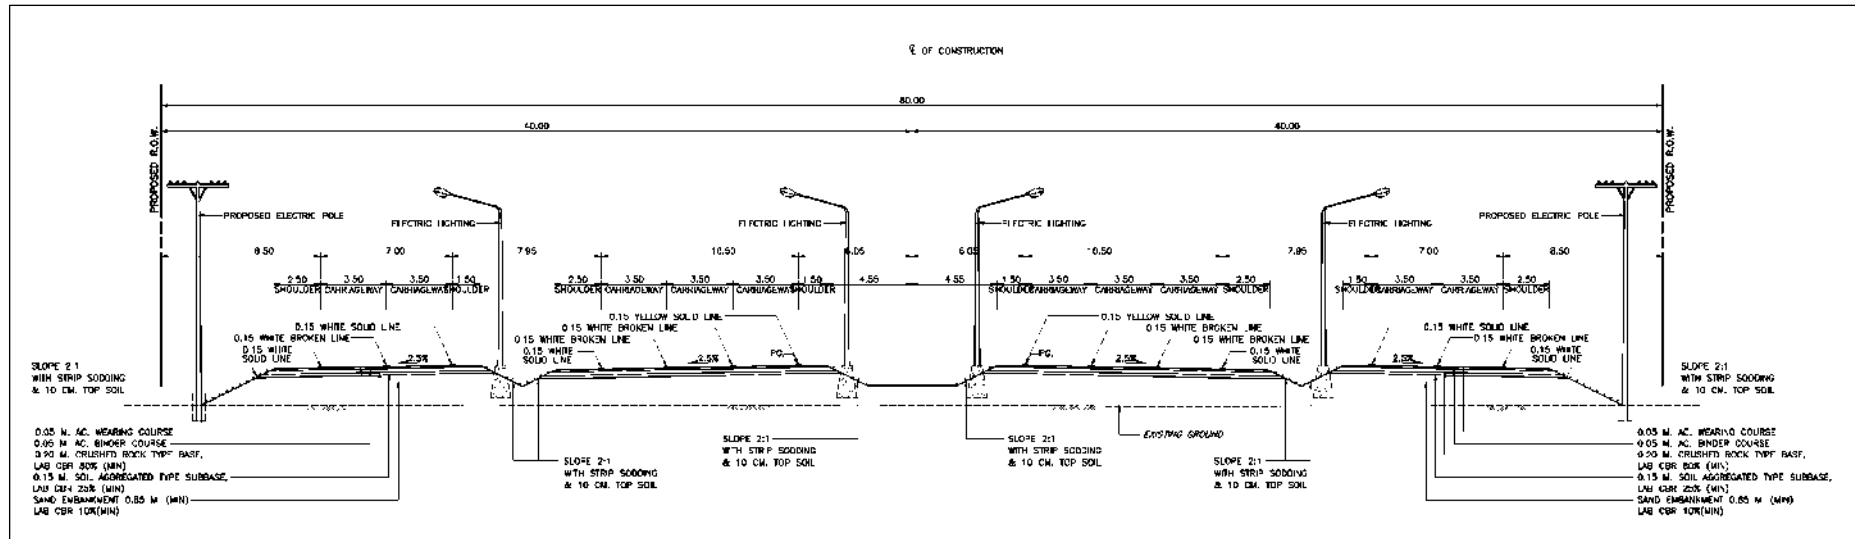 ℄ OF CONSTRUCTION
80.00
40.00 40.00
PROPOSED R.O.W. PROPOSED R.O.W.
PROPOSED ELECTRIC POLE ELECTRIC LIGHTING ELECTRIC LIGHTING ELECTRIC LIGHTING ELECTRIC LIGHTING PROPOSED ELECTRIC POLE
8.50 7.00 7.95 10.50 6.05 6.05 10.50 7.95 7.00 8.50
2.50 3.50 3.50 1.50 2.50 3.50 3.50 3.50 1.50 4.55 4.55 1.50 3.50 3.50 3.50 2.50 1.50 3.50 3.50 2.50
SHOULDER CARRIAGEWAY CARRIAGEWAY SHOULDER SHOULDER CARRIAGEWAY CARRIAGEWAY CARRIAGEWAY SHOULDER SHOULDER CARRIAGEWAY CARRIAGEWAY CARRIAGEWAY SHOULDER SHOULDER CARRIAGEWAY CARRIAGEWAY SHOULDER
0.15 WHITE SOLID LINE
0.15 WHITE BROKEN LINE
0.15 WHITE
SOLID LINE
2.5%
0.15 YELLOW SOLID LINE
0.15 WHITE BROKEN LINE
0.15 WHITE BROKEN LINE
0.15 WHITE
SOLID LINE
2.5%
PG.
0.15 YELLOW SOLID LINE
0.15 WHITE BROKEN LINE
0.15 WHITE BROKEN LINE
0.15 WHITE
SOLID LINE
PG.
2.5%
0.15 WHITE SOLID LINE
0.15 WHITE BROKEN LINE
0.15 WHITE
SOLID LINE
2.5%
SLOPE 2:1
WITH STRIP SODDING
& 10 CM. TOP SOIL
SLOPE 2:1
WITH STRIP SODDING
& 10 CM. TOP SOIL
0.05 M. AC. WEARING COURSE
0.05 M. AC. BINDER COURSE
0.20 M. CRUSHED ROCK TYPE BASE,
LAB CBR 80% (MIN)
0.15 M. SOIL AGGREGATED TYPE SUBBASE,
LAB CBR 25% (MIN)
SAND EMBANKMENT 0.85 M (MIN)
LAB CBR 10%(MIN)
SLOPE 2:1
WITH STRIP SODDING
& 10 CM. TOP SOIL
SLOPE 2:1
WITH STRIP SODDING
& 10 CM. TOP SOIL
SLOPE 2:1
WITH STRIP SODDING
& 10 CM. TOP SOIL
EXISTING GROUND
SLOPE 2:1
WITH STRIP SODDING
& 10 CM. TOP SOIL
0.05 M. AC. WEARING COURSE
0.05 M. AC. BINDER COURSE
0.20 M. CRUSHED ROCK TYPE BASE,
LAB CBR 80% (MIN)
0.15 M. SOIL AGGREGATED TYPE SUBBASE,
LAB CBR 25% (MIN)
SAND EMBANKMENT 0.85 M (MIN)
LAB CBR 10%(MIN)